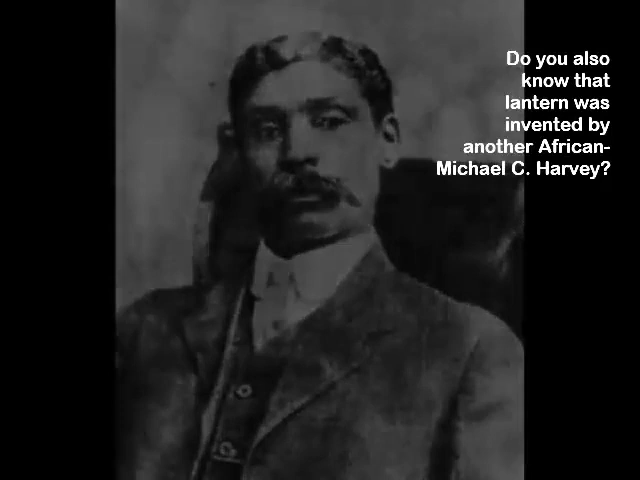 Do you also
know that
lantern was
invented by
another African-
Michael C. Harvey?